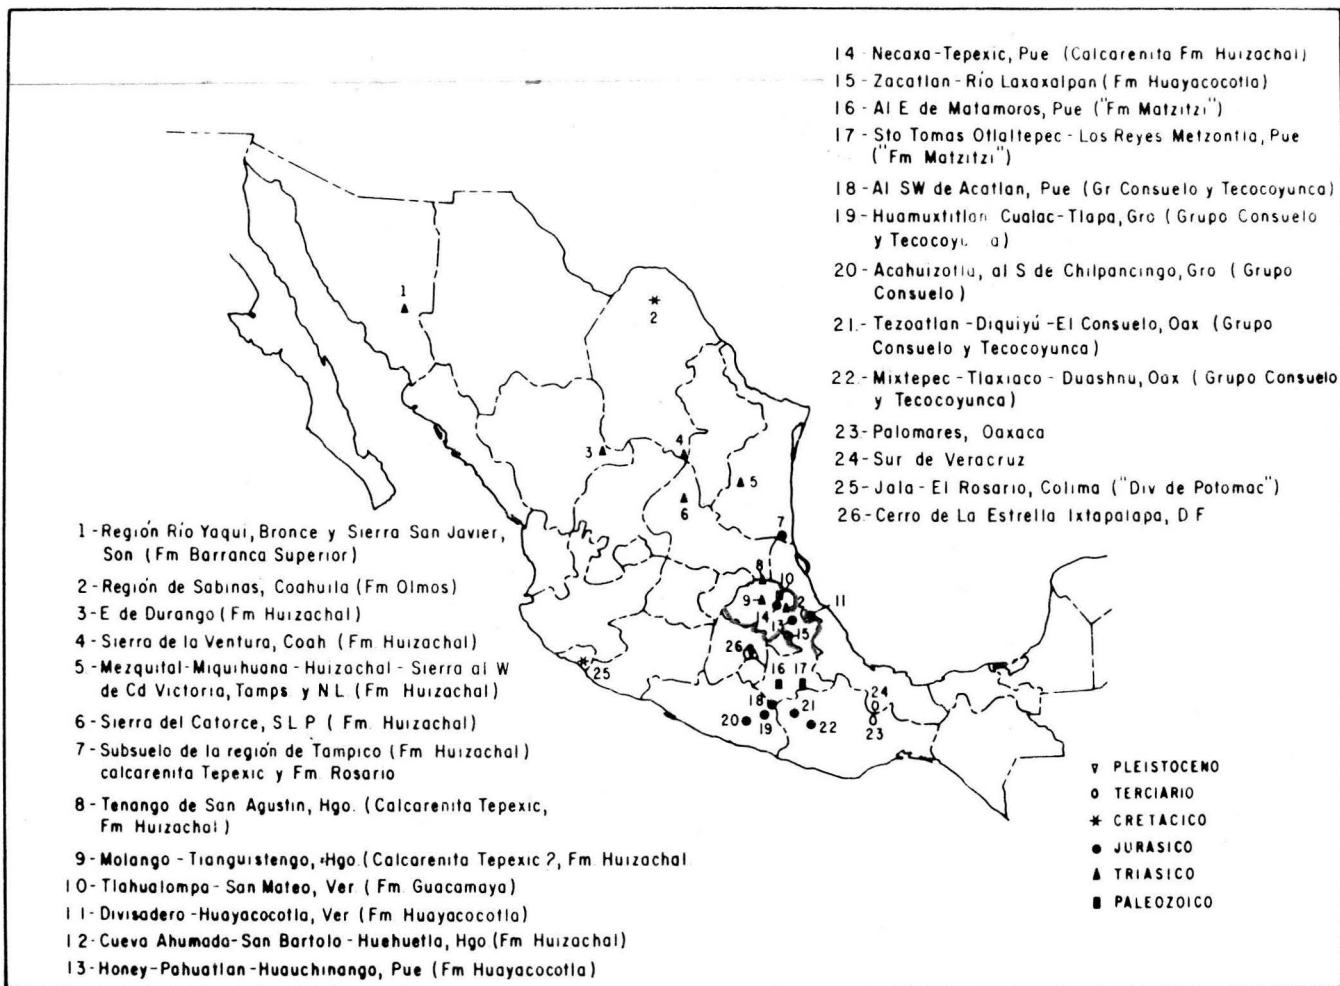 14 - Necaxa-Tepexic, Pue (Calcarenita Fm Huizachal)
15 - Zacatlan-Río Laxaxalpan (Fm Huayacocotla)
16 - Al E de Matamoros, Pue ("Fm Matzitzi")
17 - Sto Tomas Otlaltepec - Los Reyes Metzontla, Pue
("Fm Matzitzi")
18 - Al SW de Acatlan, Pue (Gr Consuelo y Tecocoyunca)
19 - Huamuxtitlan Cualac-Tlapa, Gro (Grupo Consuelo
y
20 - Acahuizotla, al S de Chilpancingo, Gro (Grupo
Consuelo)
21.- Tezoatlan-Diquiyú-El Consuelo, Oax (Grupo
Consuelo y Tecocoyunca)
22.- Mixtepec-Tlaxiaco-Duashnu, Oax (Grupo Consuelo
y Tecocoyunca)
23 - Palomares, Oaxaca
24 - Sur de Veracruz
25 - Jala - El Rosario, Colima ("Div de Potomac")
26.- Cerro de La Estrella Ixtapalapa, D F
1 - Región Río Yaqui, Bronce y Sierra San Javier,
Son (Fm Barranca Superior)
2 - Región de Sabinas, Coahuila (Fm Olmos)
3 - E de Durango (Fm Huizachal)
4 - Sierra de la Ventura, Coah (Fm Huizachal)
5 - Mezquital-Miquihuana-Huizachal-Sierra al W
de Cd Victoria, Tamps. y N L (Fm Huizachal)
6 - Sierra del Catorce, S L P (Fm Huizachal)
7 - Subsuelo de la región de Tampico (Fm Huizachal)
calcarenita Tepexic y Fm Rosario
8 - Tenango de San Agustin, Hgo. (Calcarenita Tepexic,
Fm Huizachal)
9 - Molango - Tianguistengo, Hgo. (Calcarenita Tepexic ?, Fm Huizachal
10 - Tlahualompa - San Mateo, Ver (Fm Guacamaya)
11 - Divisadero-Huayacocotla, Ver (Fm Huayacocotla)
12 - Cueva Ahumada-San Bartolo-Huehuetla, Hgo (Fm Huizachal)
13 - Honey-Pahuatlan-Huauchinango, Pue (Fm Huayacocotla)
1
2
3
4
5
6
7
8
10
9
2
11
14
13
15
26
25
16
17
24
18
21
20
19
22
23
PLEISTOCENO
TERCIARIO
CRETACICO
JURASICO
TRIASICO
PALEOZOICO